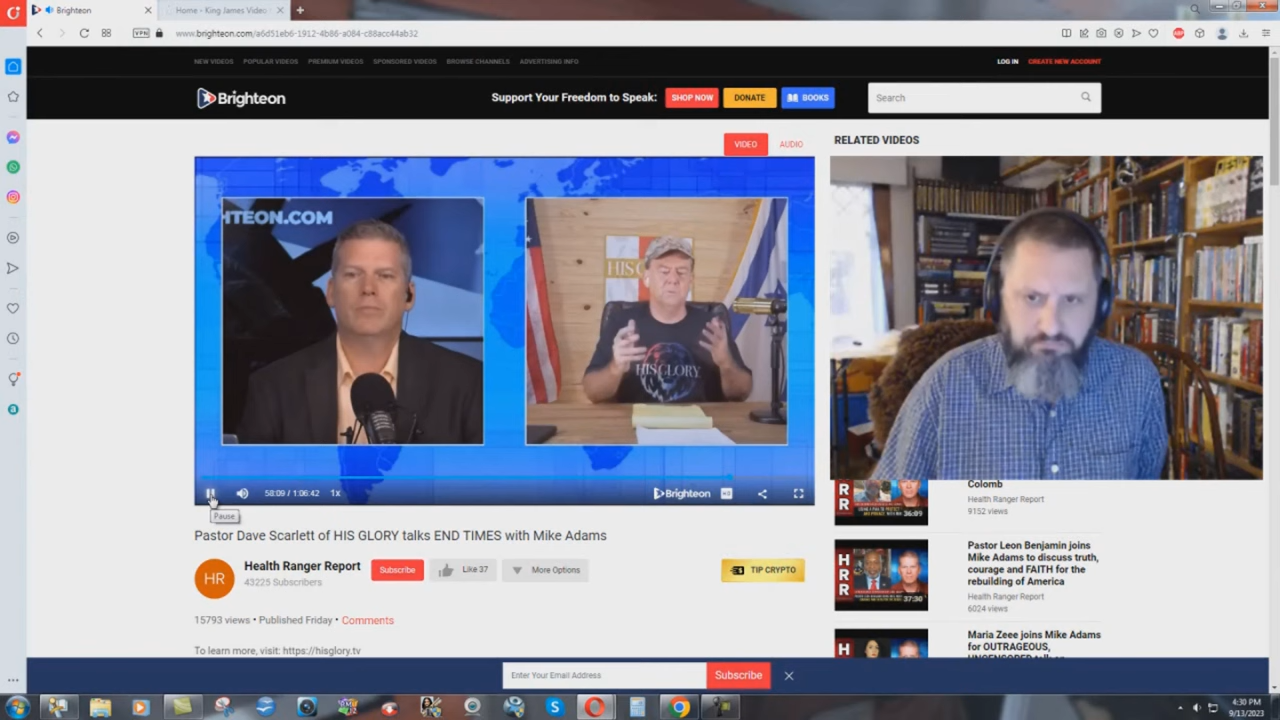 Brighteon
Home - King James Video
VPN
www.brighteon.com/a6d51eb6-1912-4b86-a084-c88acc44ab32
NEW VIDEOS
POPULAR VIDEOS
PREMIUM VIDEOS
SPONSORED VIDEOS
BROWSE CHANNELS
ADVERTISING INFO
LOG IN
CREATE NEW ACCOUNT
Brighteon
Support Your Freedom to Speak:
SHOP NOW
DONATE
BOOKS
Search
VIDEO
AUDIO
RELATED VIDEOS
HTEON.COM
HIS GLORY
58:09 / 1:06:42
1x
Brighteon
HD
Pause
Pastor Dave Scarlett of HIS GLORY talks END TIMES with Mike Adams
HR
Health Ranger Report
43225 Subscribers
Subscribe
Like 37
More Options
TIP CRYPTO
15793 views • Published Friday • Comments
To learn more, visit: https://hisglory.tv
Colomb
Health Ranger Report
9152 views
36:09
Pastor Leon Benjamin joins
Mike Adams to discuss truth,
courage and FAITH for the
rebuilding of America
Health Ranger Report
6024 views
HRR
37:30
Maria Zeee joins Mike Adams
for OUTRAGEOUS,
Enter Your Email Address
Subscribe
4:30 PM
9/13/2023